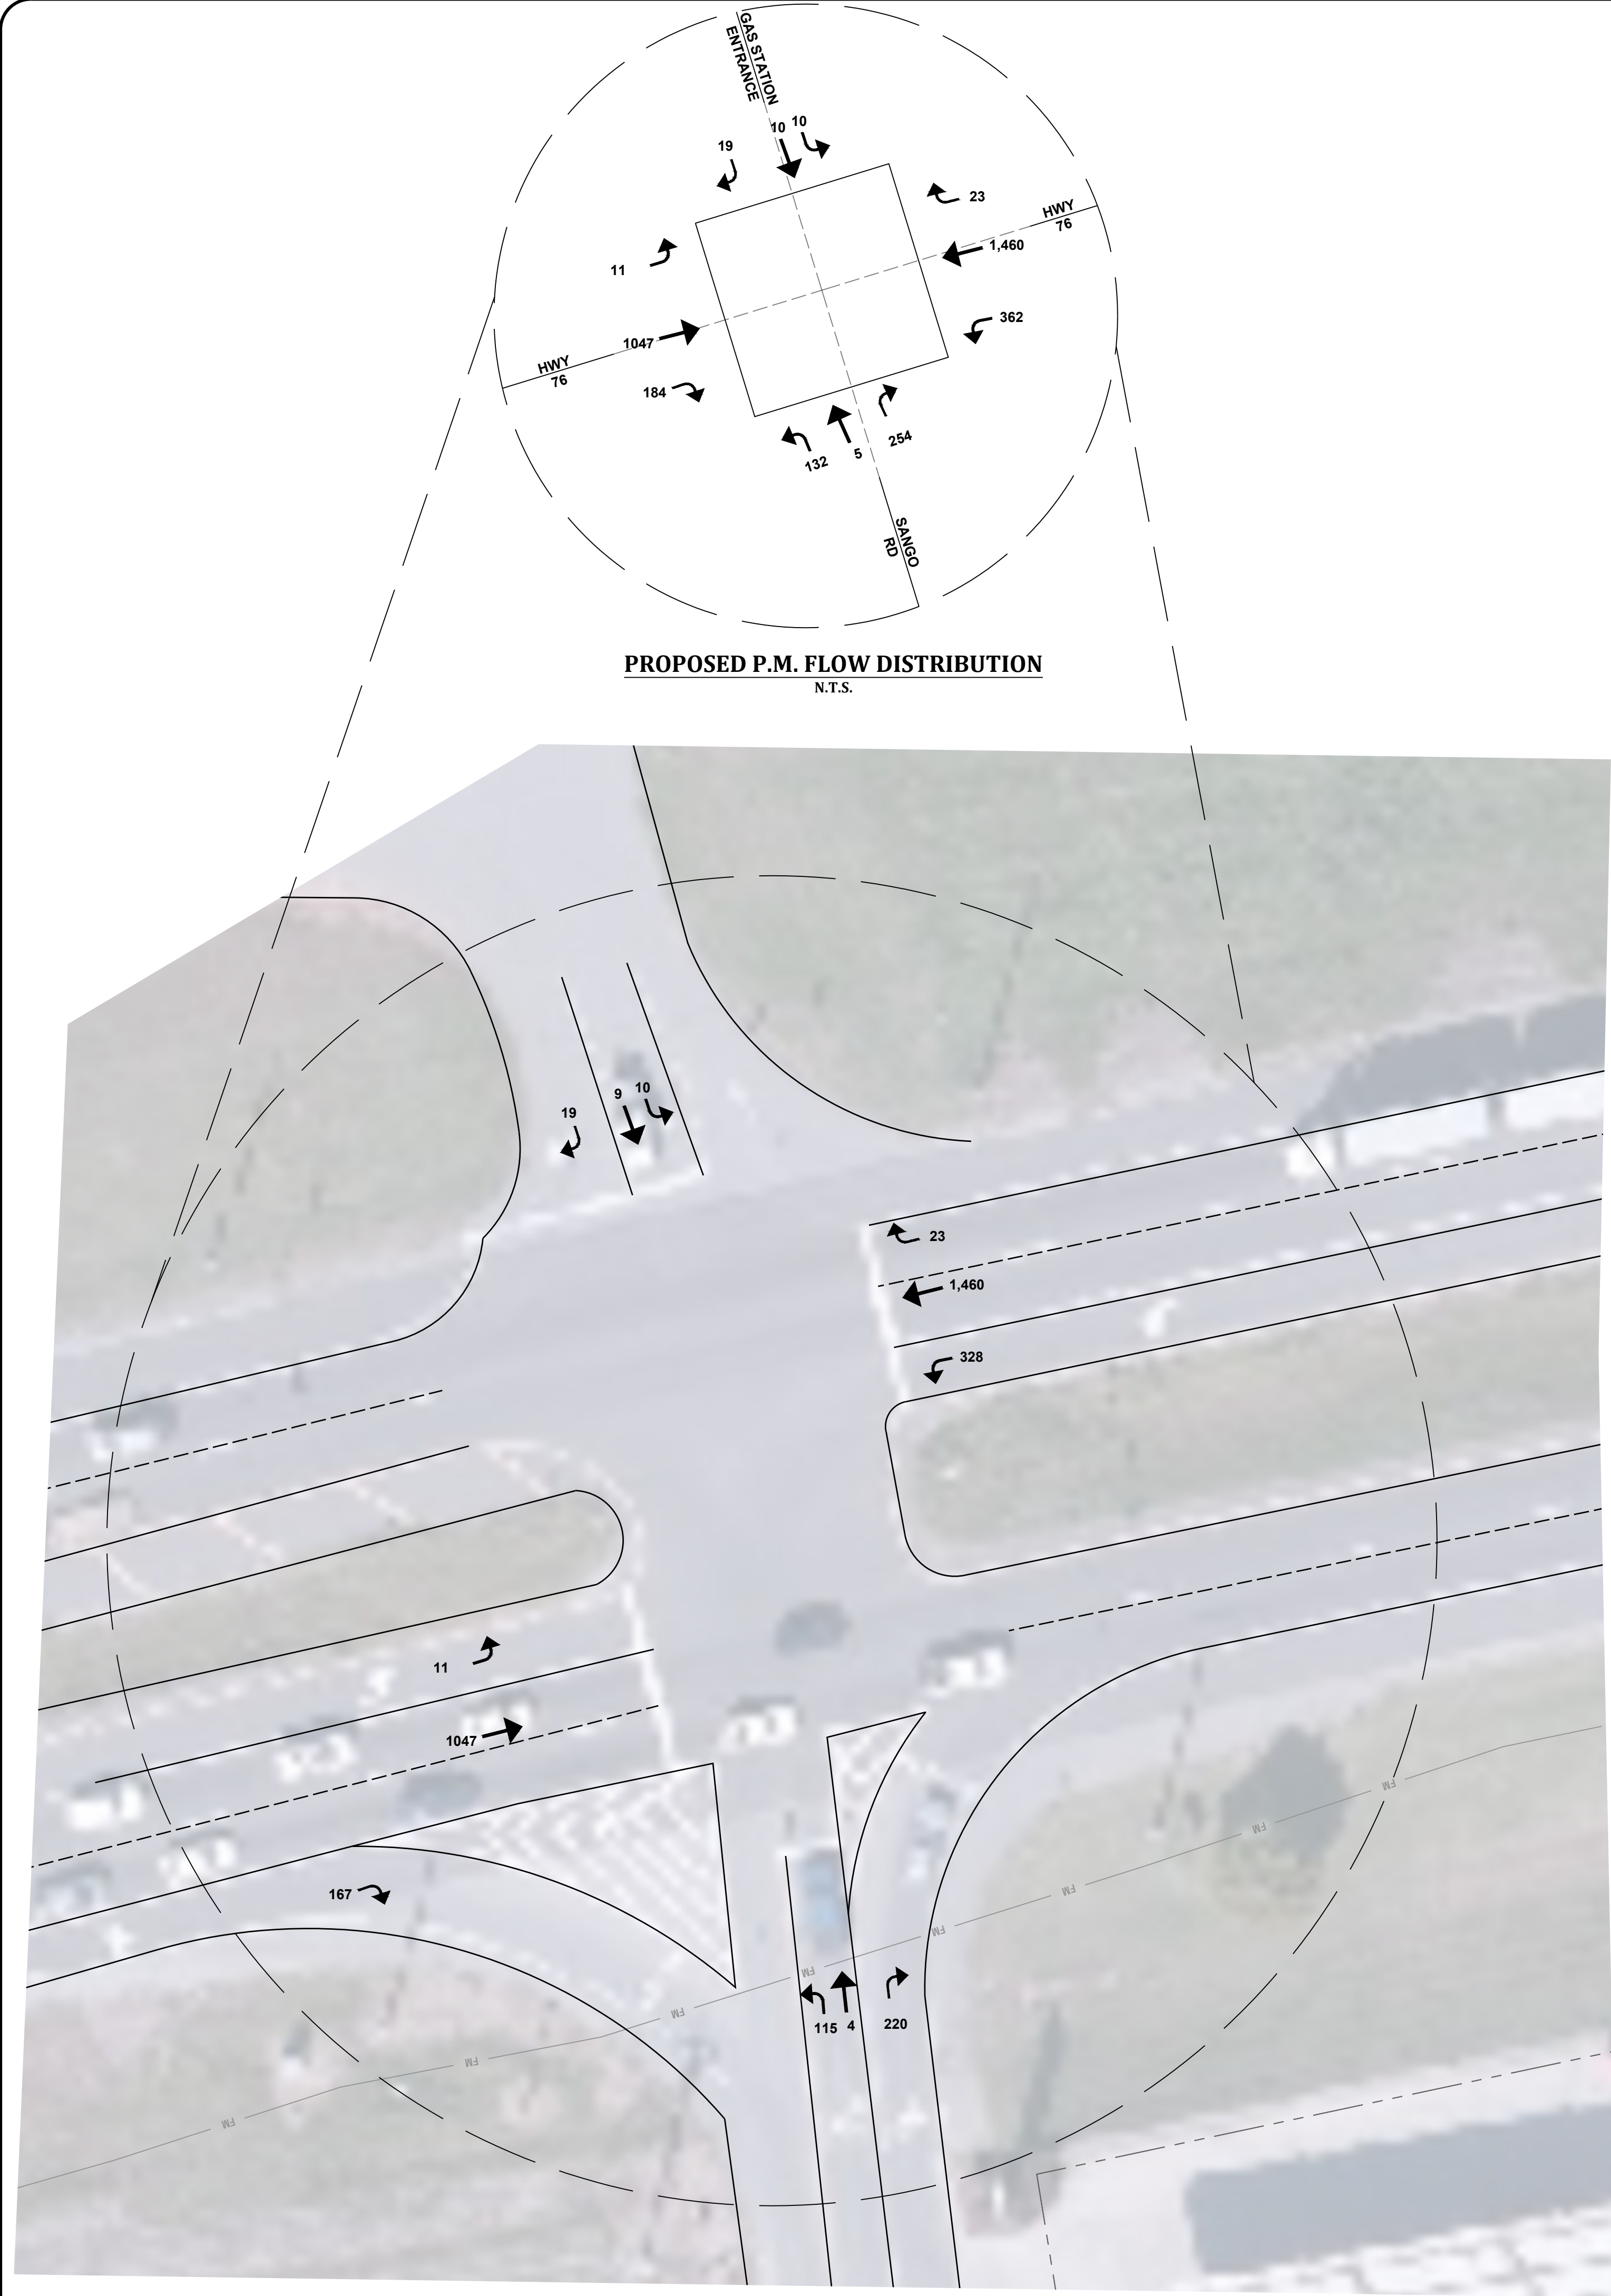 GAS STATION
ENTRANCE
10
10
19
23
HWY
76
1,460
11
362
1047
HWY
76
184
254
5
132
SANGO
RD
PROPOSED P.M. FLOW DISTRIBUTION
N.T.S.
9
10
19
23
1,460
328
11
1047
FM
FM
FM
167
FM
FM
FM
115
4
220
FM
FM